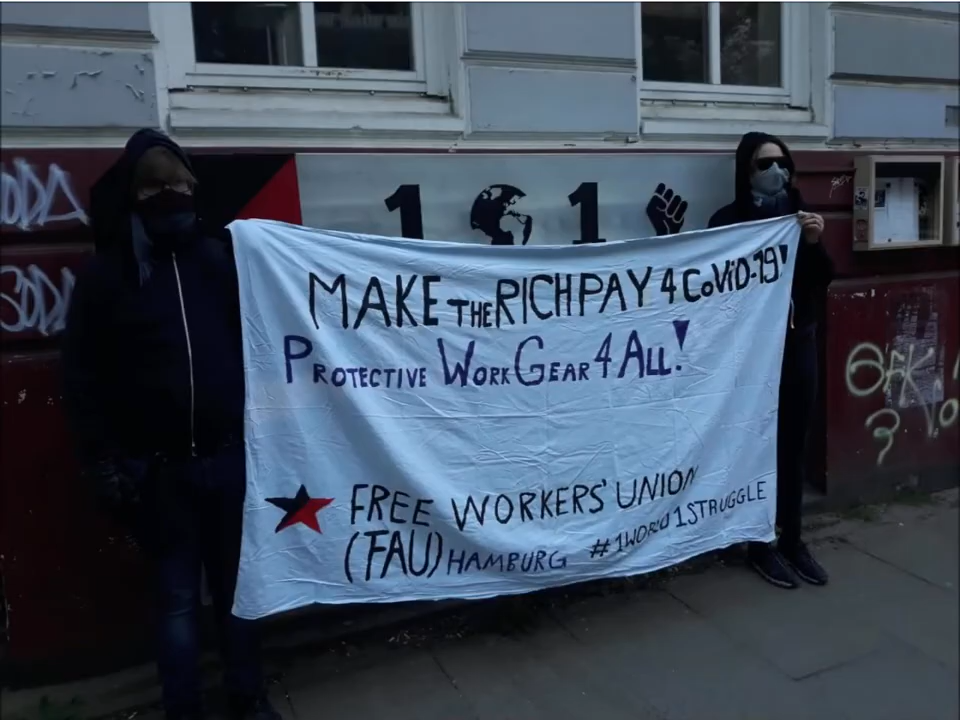 1 1
MAKE THE RICH PAY 4 COViD-19!
PROTECTIVE WORK GEAR 4 ALL!
FREE WORKERS' UNION
(FAU) HAMBURG #1WORLD1STRUGGLE